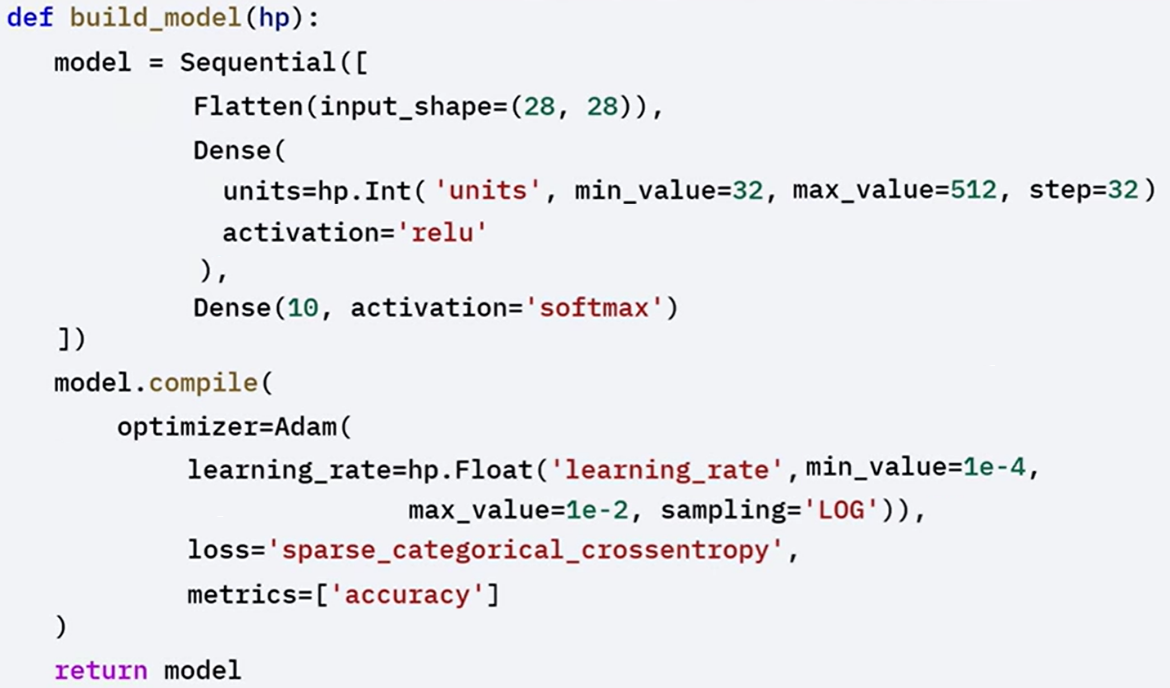 def build_model(hp):
    model = Sequential([
        Flatten(input_shape=(28, 28)),
        Dense(
          units=hp.Int( 'units', min_value=32, max_value=512, step=32)
          activation='relu'
        ),
        Dense(10, activation='softmax')
    ])
    model.compile(
        optimizer=Adam(
            learning_rate=hp.Float('learning_rate', min_value=1e-4,
                          max_value=1e-2, sampling='LOG')),
            loss='sparse_categorical_crossentropy',
            metrics=['accuracy']
    )
    return model